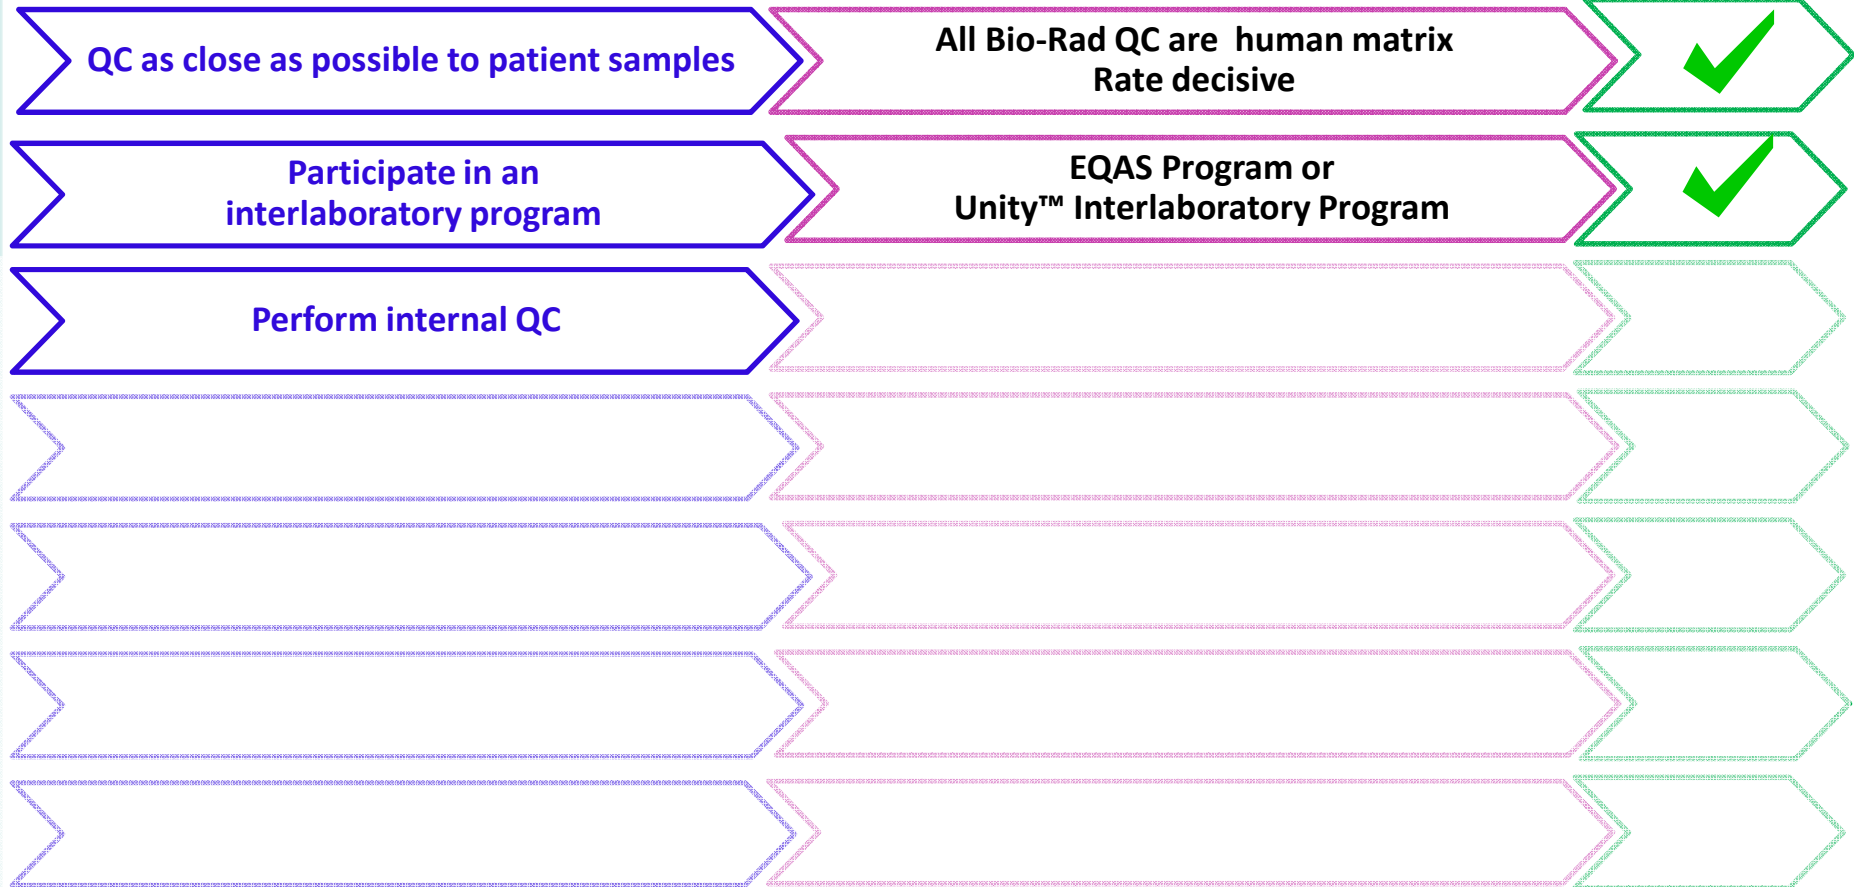 QC as close as possible to patient samples
All Bio-Rad QC are human matrix
Rate decisive
Participate in an
interlaboratory program
EQAS Program or
Unity™ Interlaboratory Program
Perform internal QC